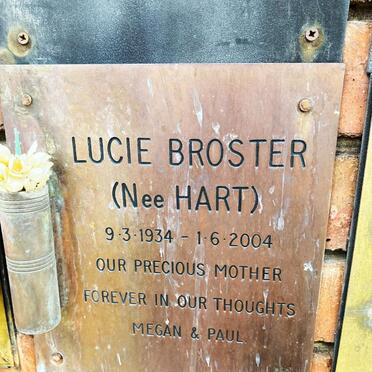 LUCIE BROSTER
(Nee HART)
9·3·1934 - 1·6·2004
OUR PRECIOUS MOTHER
FOREVER IN OUR THOUGHTS
MEGAN & PAUL